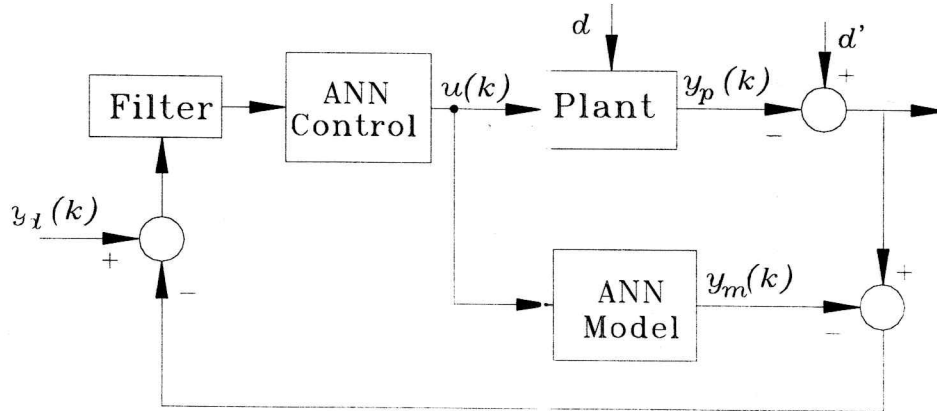 d
d'
Filter
ANN
Control
u(k)
Plant
y_p(k)
+
−
y_d(k)
+
−
ANN
Model
y_m(k)
+
−